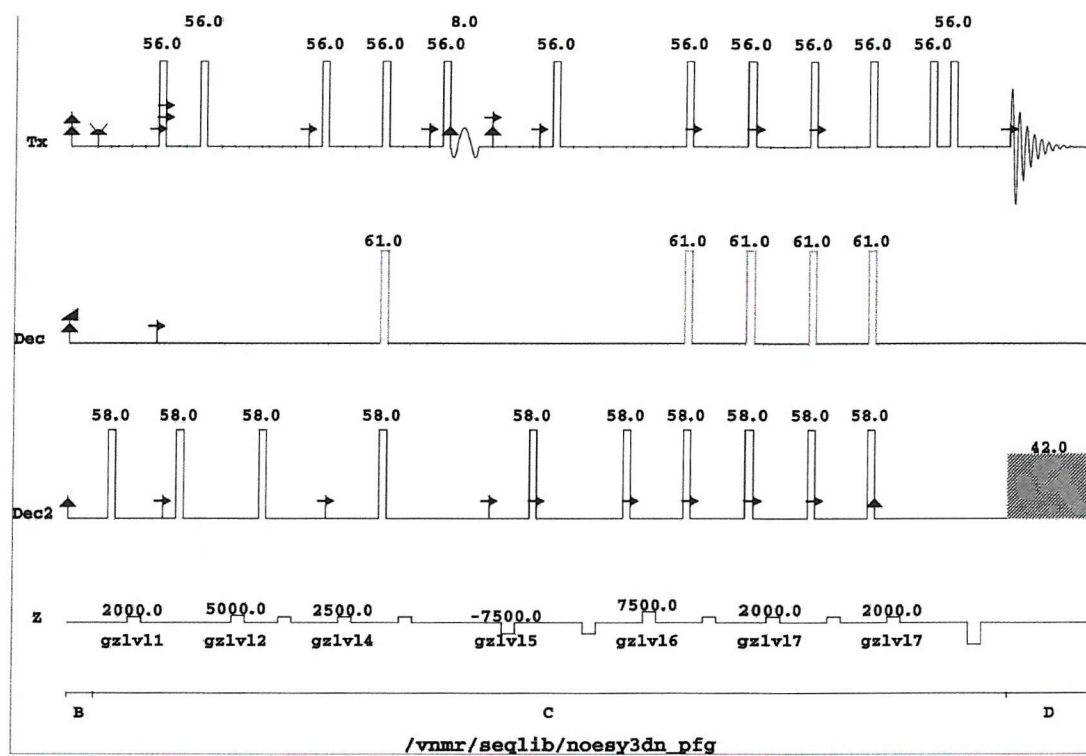 56.0 8.0 56.0
56.0 56.0 56.0 56.0 56.0 56.0 56.0 56.0 56.0 56.0
Tx
61.0 61.0 61.0 61.0 61.0
Dec
58.0 58.0 58.0 58.0 58.0 58.0 58.0 58.0 58.0 58.0
42.0
Dec2
Z 2000.0 5000.0 2500.0 -7500.0 7500.0 2000.0 2000.0
gzlvl1 gzlvl2 gzlvl4 gzlvl5 gzlvl6 gzlvl7 gzlvl7
B C D
/vnmr/seqlib/noesy3dn_pfg